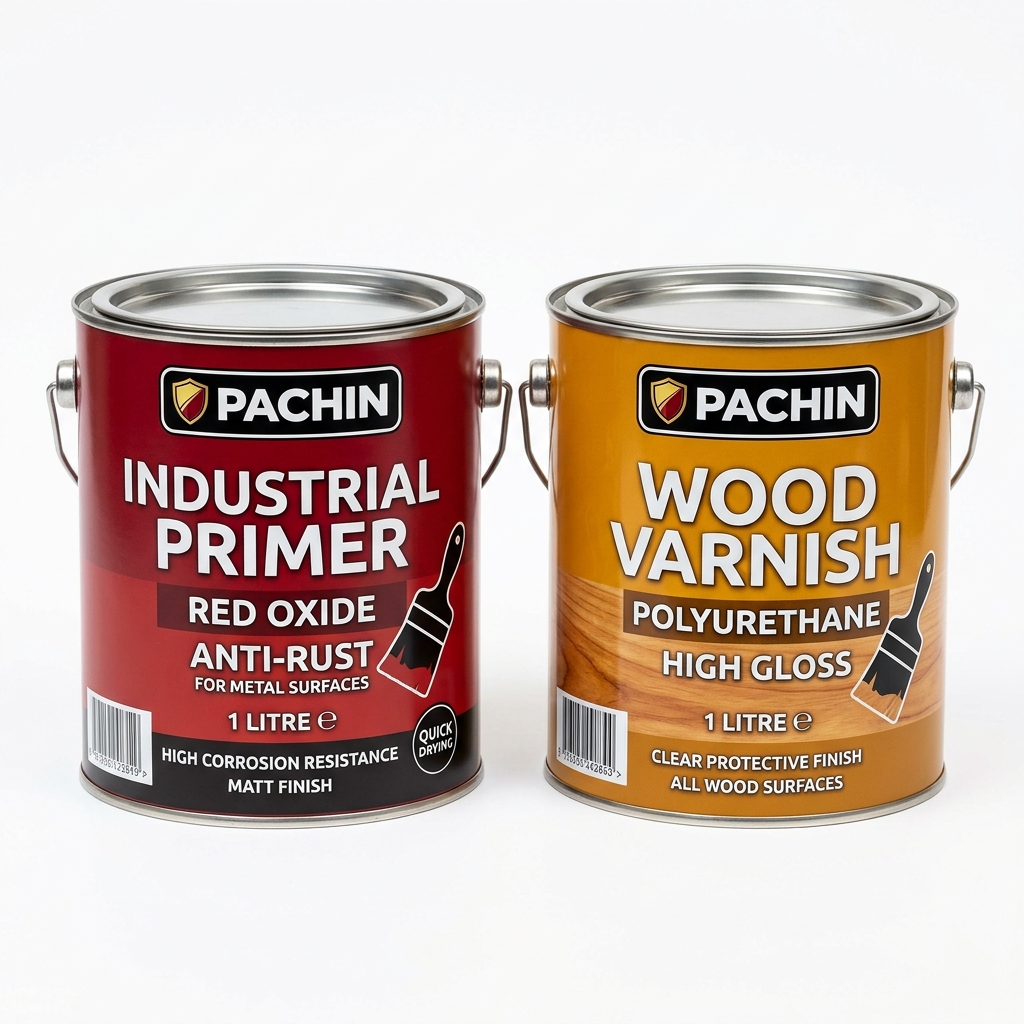 PACHIN
INDUSTRIAL
PRIMER
RED OXIDE
ANTI-RUST
FOR METAL SURFACES
1 LITRE ℮
QUICK
DRYING
HIGH CORROSION RESISTANCE
MATT FINISH
PACHIN
WOOD
VARNISH
POLYURETHANE
HIGH GLOSS
1 LITRE ℮
CLEAR PROTECTIVE FINISH
ALL WOOD SURFACES